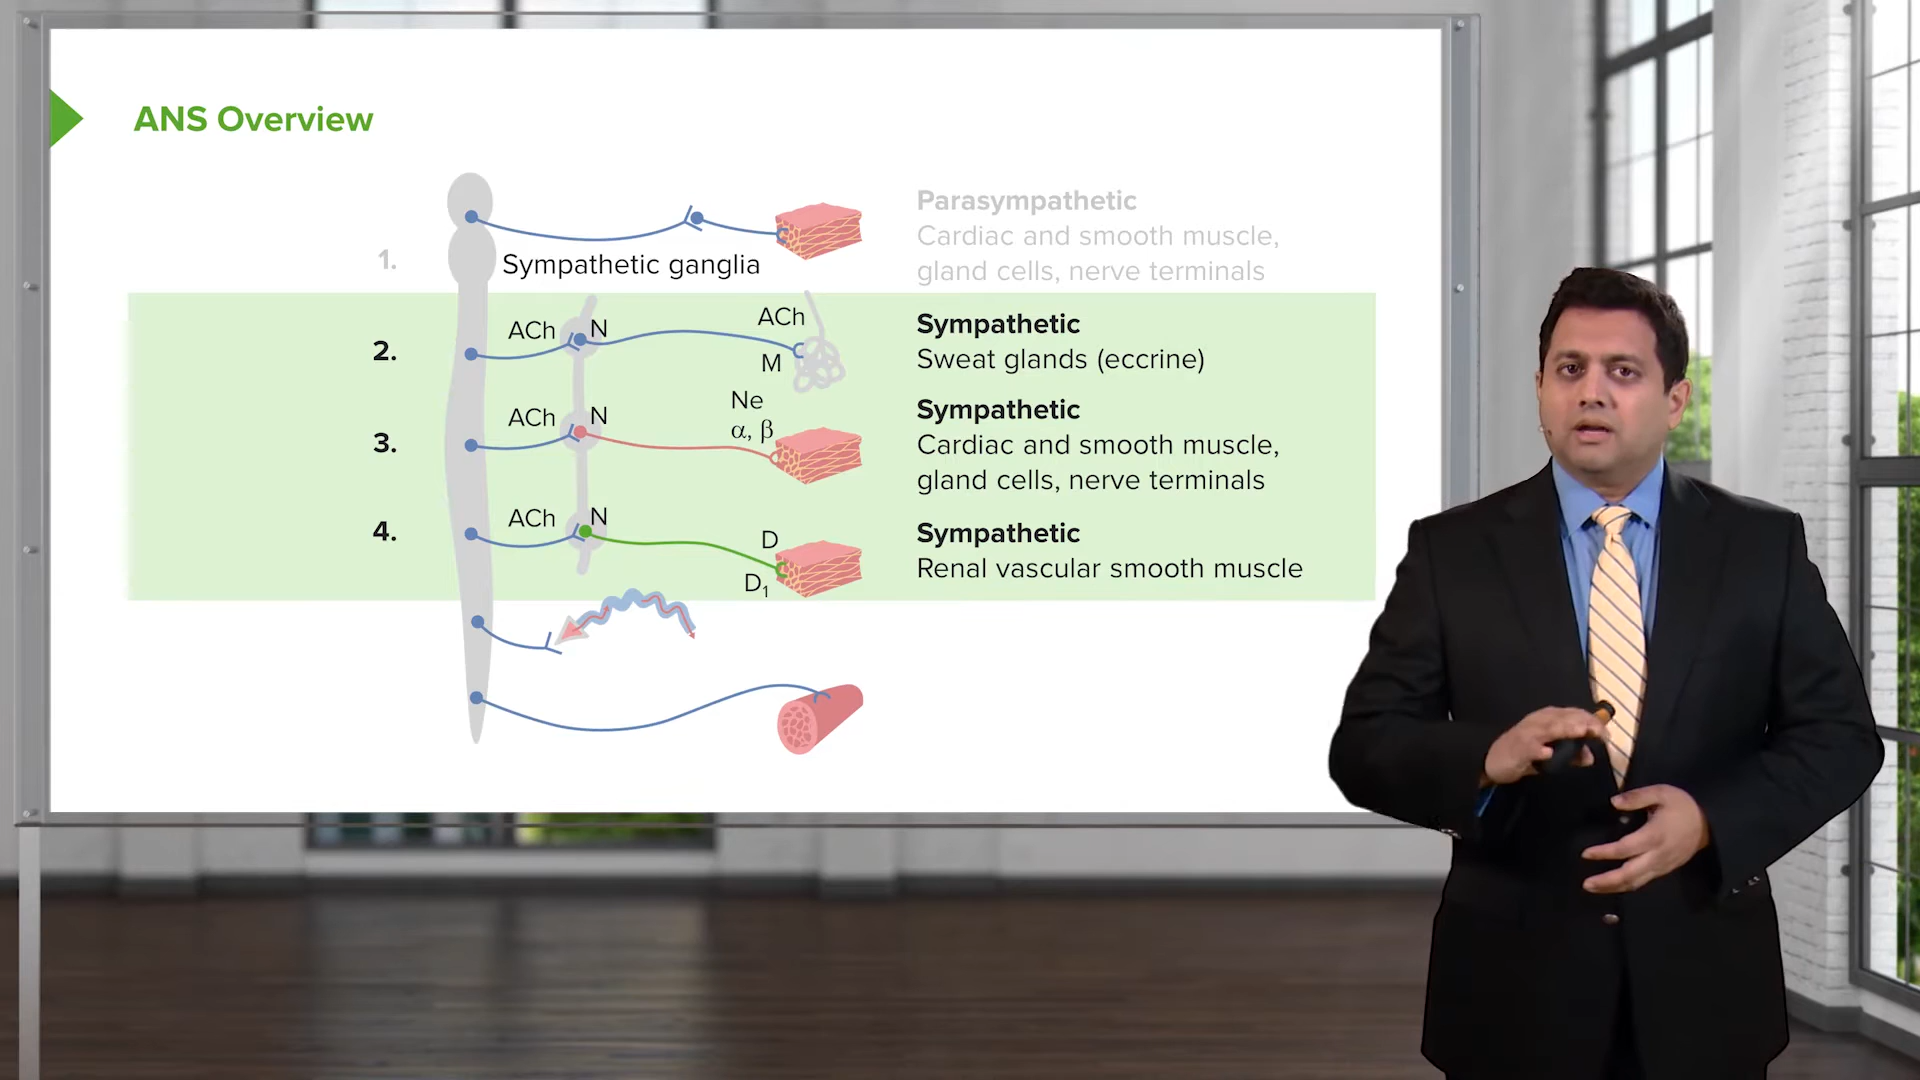 ANS Overview
Parasympathetic
Cardiac and smooth muscle,
gland cells, nerve terminals
1.
Sympathetic ganglia
2.
ACh
N
ACh
M
Sympathetic
Sweat glands (eccrine)
3.
ACh
N
Ne
α, β
Sympathetic
Cardiac and smooth muscle,
gland cells, nerve terminals
4.
ACh
N
D
D₁
Sympathetic
Renal vascular smooth muscle